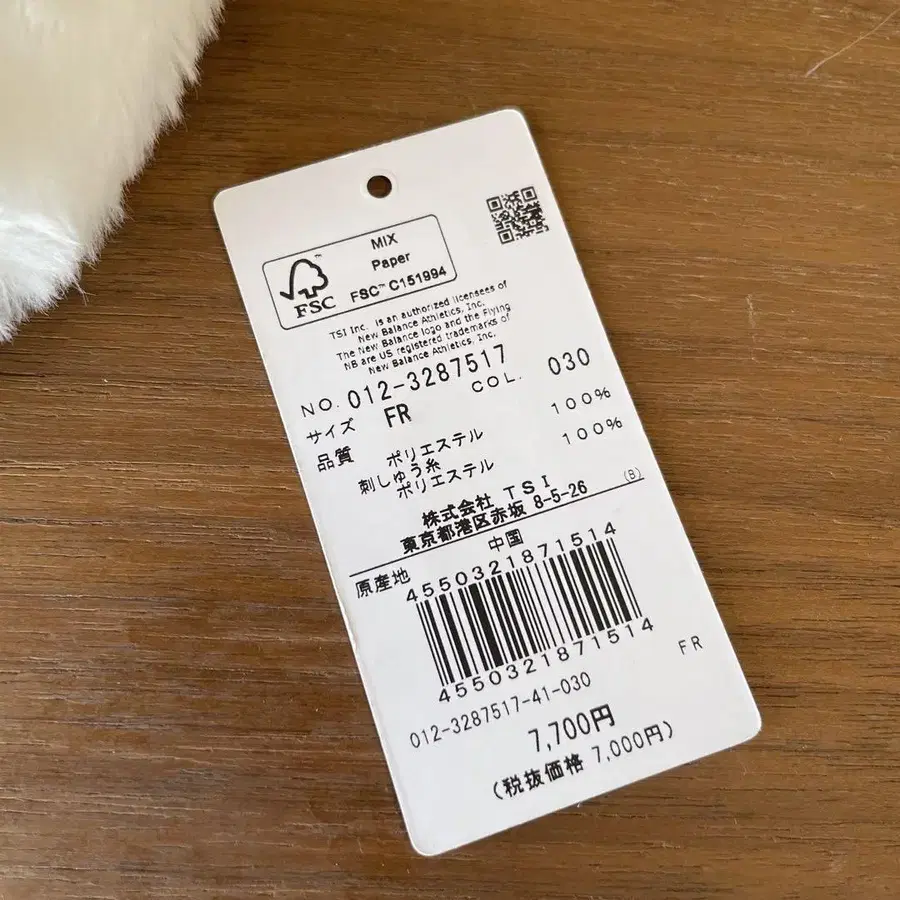 MIX
Paper
FSC™ C151994
FSC
TSI Inc. is an authorized licensees of
New Balance Athletics, Inc.
The New Balance logo and the Flying
NB are US registered trademarks of
New Balance Athletics, Inc.
NO. 012-3287517 COL. 030
サイズ FR
品質 ポリエステル 100%
刺しゅう糸
ポリエステル 100%
株式会社 TSI
東京都港区赤坂 8-5-26 (B)
原産地 中国
4550321871514
4550321871514
FR
012-3287517-41-030
7,700円
(税抜価格 7,000円)